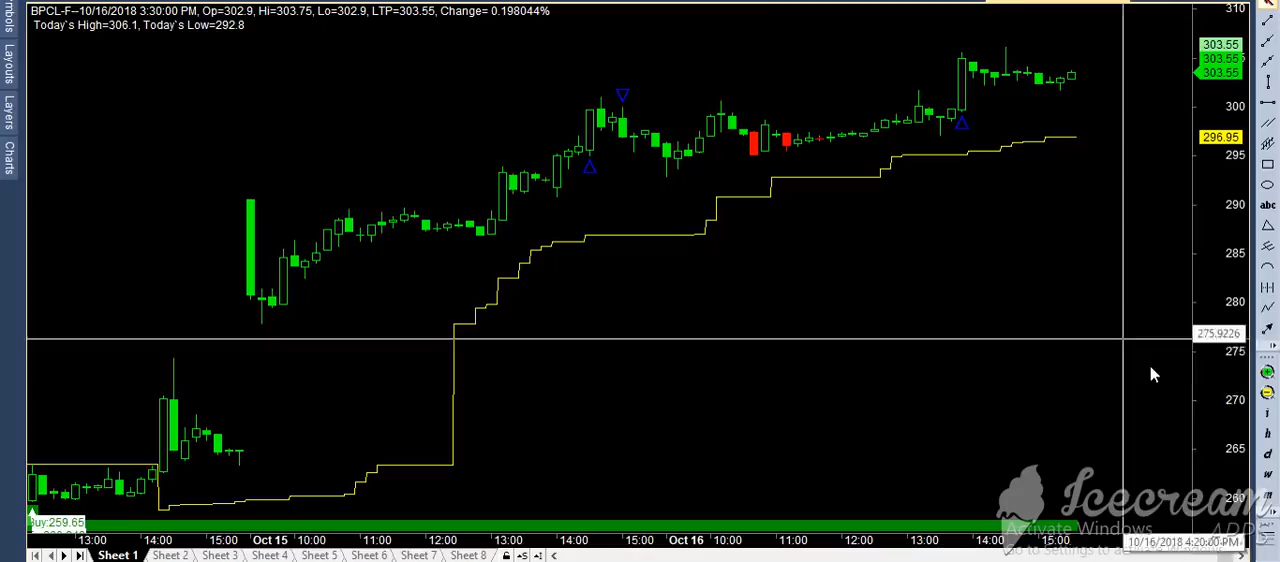 BPCL-F--10/16/2018 3:30:00 PM, Op=302.9, Hi=303.75, Lo=302.9, LTP=303.55, Change= 0.198044%
Today`s High=306.1, Today`s Low=292.8
Layouts
Layers
Charts
310
303.55
303.55
303.55
300
296.95
295
290
285
280
275.9226
275
270
265
260
abc
i
h
d
w
m
Buy:259.65
Icecream
Activate Windows
Go to Settings to
13:00
14:00
15:00
Oct 15
10:00
11:00
12:00
13:00
14:00
15:00
Oct 16
10:00
11:00
12:00
13:00
14:00
15:00
10/16/2018 4:20:00 PM
Sheet 1
Sheet 2
Sheet 3
Sheet 4
Sheet 5
Sheet 6
Sheet 7
Sheet 8